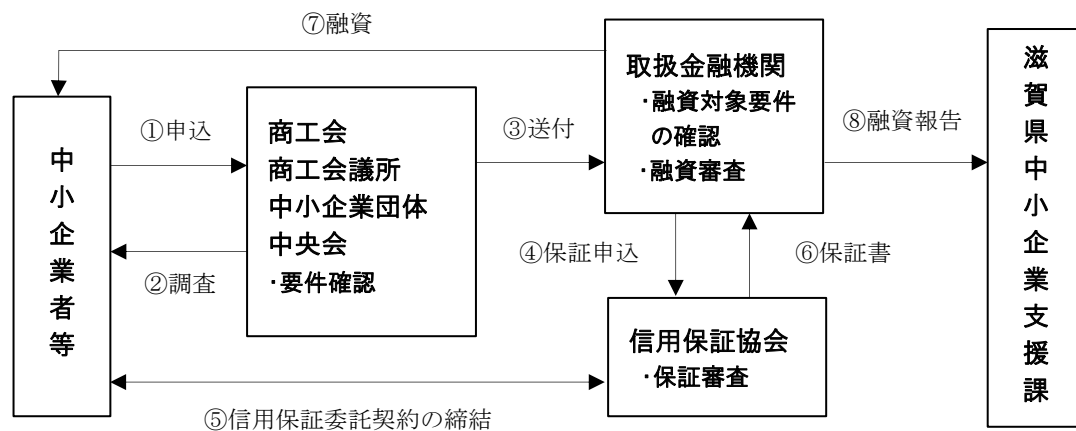 ⑦融資
中小企業者等
①申込
②調査
商工会
商工会議所
中小企業団体
中央会
・要件確認
③送付
取扱金融機関
・融資対象要件
の確認
・融資審査
④保証申込
⑥保証書
信用保証協会
・保証審査
⑤信用保証委託契約の締結
⑧融資報告
滋賀県中小企業支援課